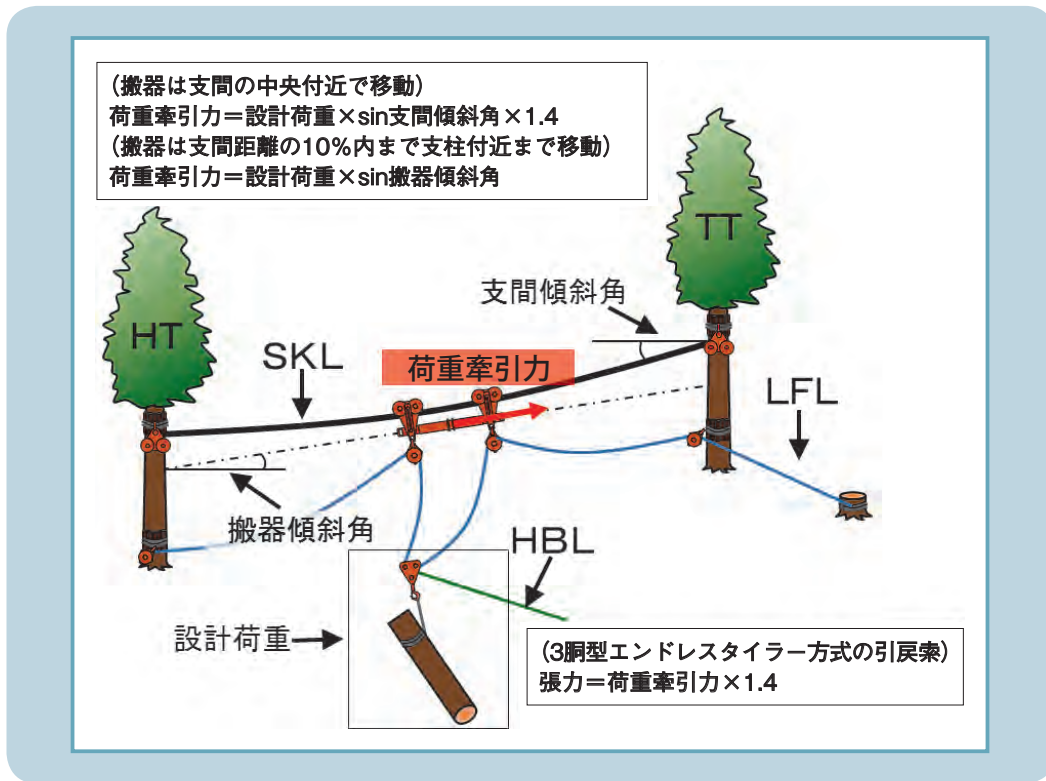 (搬器は支間の中央付近で移動)
荷重牽引力＝設計荷重×sin支間傾斜角×1.4
(搬器は支間距離の10%内まで支柱付近まで移動)
荷重牽引力＝設計荷重×sin搬器傾斜角
TT
支間傾斜角
HT
SKL
荷重牽引力
LFL
搬器傾斜角
HBL
設計荷重
(3胴型エンドレスタイラー方式の引戻索)
張力＝荷重牽引力×1.4